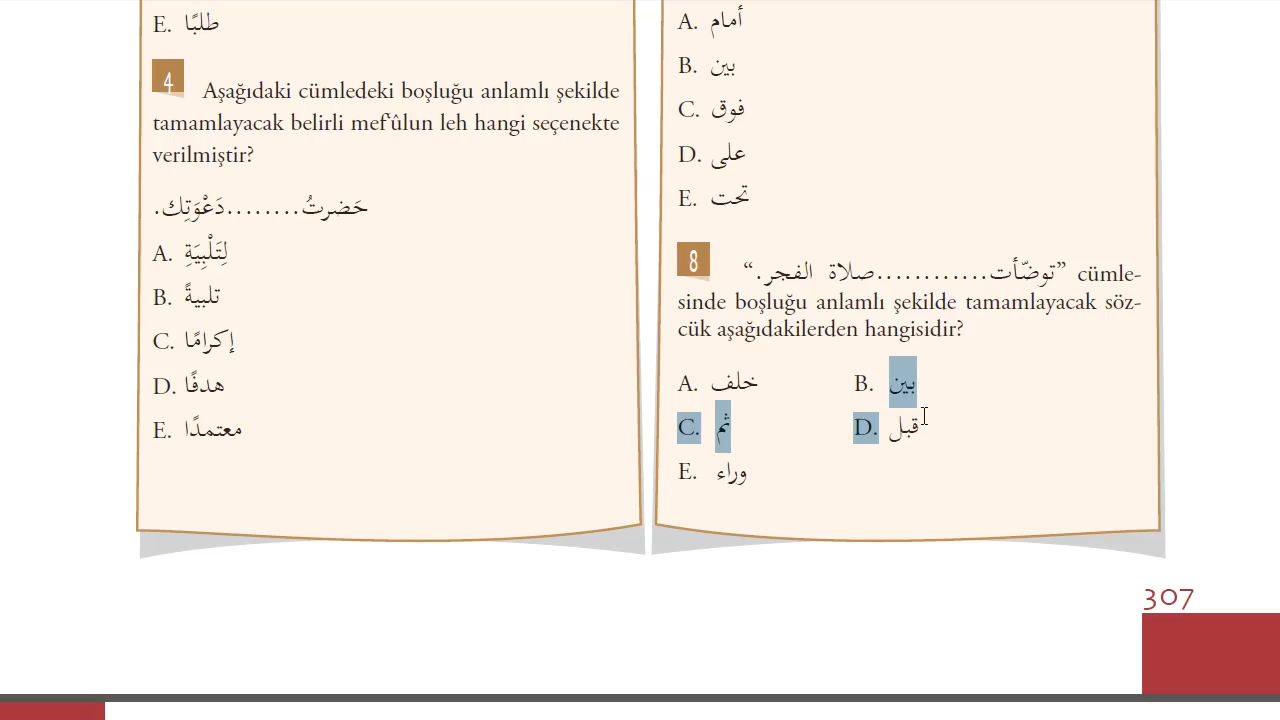 E. طلبًا
4 Aşağıdaki cümledeki boşluğu anlamlı şekilde
tamamlayacak belirli mef‘ûlun leh hangi seçenekte
verilmiştir?
حَضرتُ........دَعْوَتِك.
A. لِتَلْبِيَةِ
B. تلبيةً
C. إكرامًا
D. هدفًا
E. معتمدًا
A. أمام
B. بين
C. فوق
D. على
E. تحت
8 “توضّأت............صلاة الفجر.” cümle-
sinde boşluğu anlamlı şekilde tamamlayacak söz-
cük aşağıdakilerden hangisidir?
A. خلف B. بين
C. ثم D. قبل
E. وراء
307